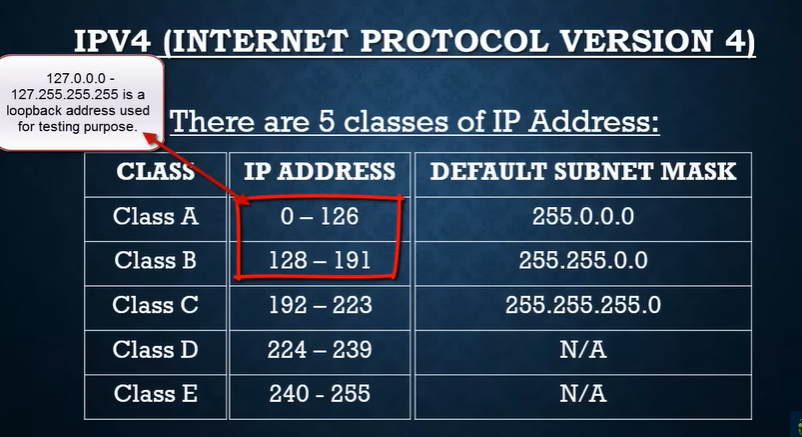 IPV4 (INTERNET PROTOCOL VERSION 4)
127.0.0.0 -
127.255.255.255 is a
loopback address used
for testing purpose.
There are 5 classes of IP Address:
CLASS IP ADDRESS DEFAULT SUBNET MASK
Class A 0 – 126 255.0.0.0
Class B 128 – 191 255.255.0.0
Class C 192 – 223 255.255.255.0
Class D 224 – 239 N/A
Class E 240 - 255 N/A